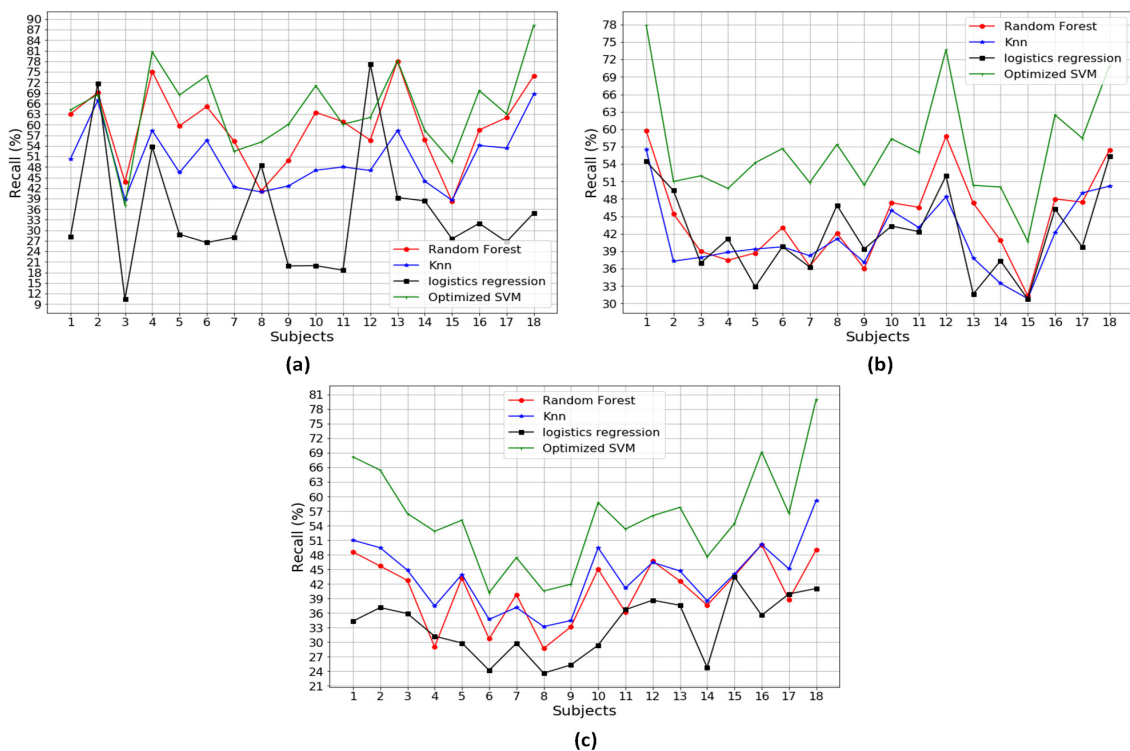 90
87
84
81
78
75
72
69
66
63
60
57
54
51
48
45
42
39
36
33
30
27
24
21
18
15
12
9
Recall (%)
Random Forest
Knn
logistics regression
Optimized SVM
1 2 3 4 5 6 7 8 9 10 11 12 13 14 15 16 17 18
Subjects
(a)
78
75
72
69
66
63
60
57
54
51
48
45
42
39
36
33
30
Recall (%)
Random Forest
Knn
logistics regression
Optimized SVM
1 2 3 4 5 6 7 8 9 10 11 12 13 14 15 16 17 18
Subjects
(b)
81
78
75
72
69
66
63
60
57
54
51
48
45
42
39
36
33
30
27
24
21
Recall (%)
Random Forest
Knn
logistics regression
Optimized SVM
1 2 3 4 5 6 7 8 9 10 11 12 13 14 15 16 17 18
Subjects
(c)